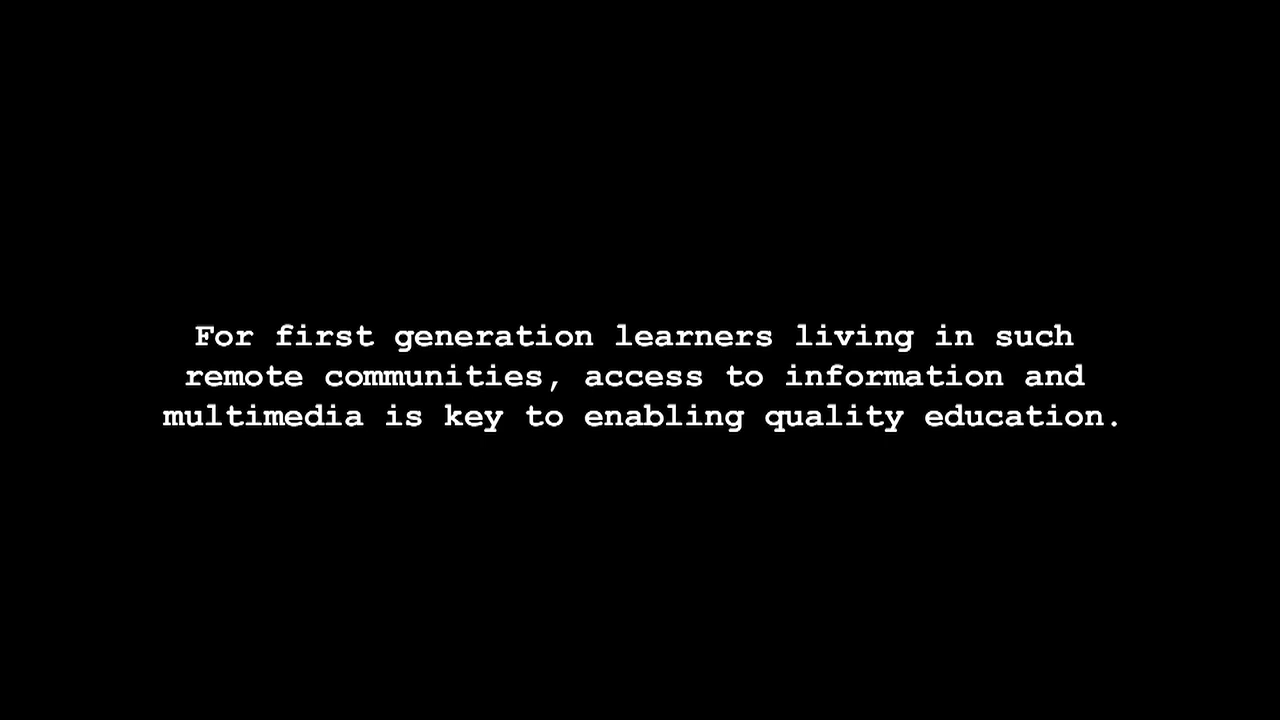 For first generation learners living in such
remote communities, access to information and
multimedia is key to enabling quality education.